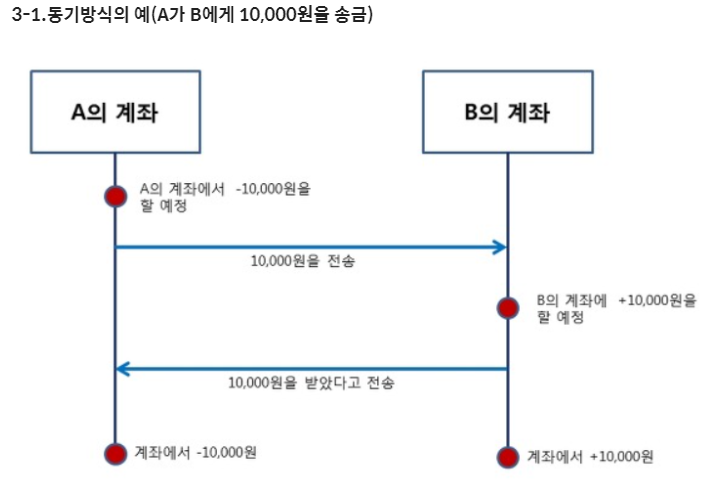 3-1.동기방식의 예(A가 B에게 10,000원을 송금)
A의 계좌
B의 계좌
A의 계좌에서 -10,000원을
할 예정
10,000원을 전송
B의 계좌에 +10,000원을
할 예정
10,000원을 받았다고 전송
계좌에서 -10,000원
계좌에서 +10,000원